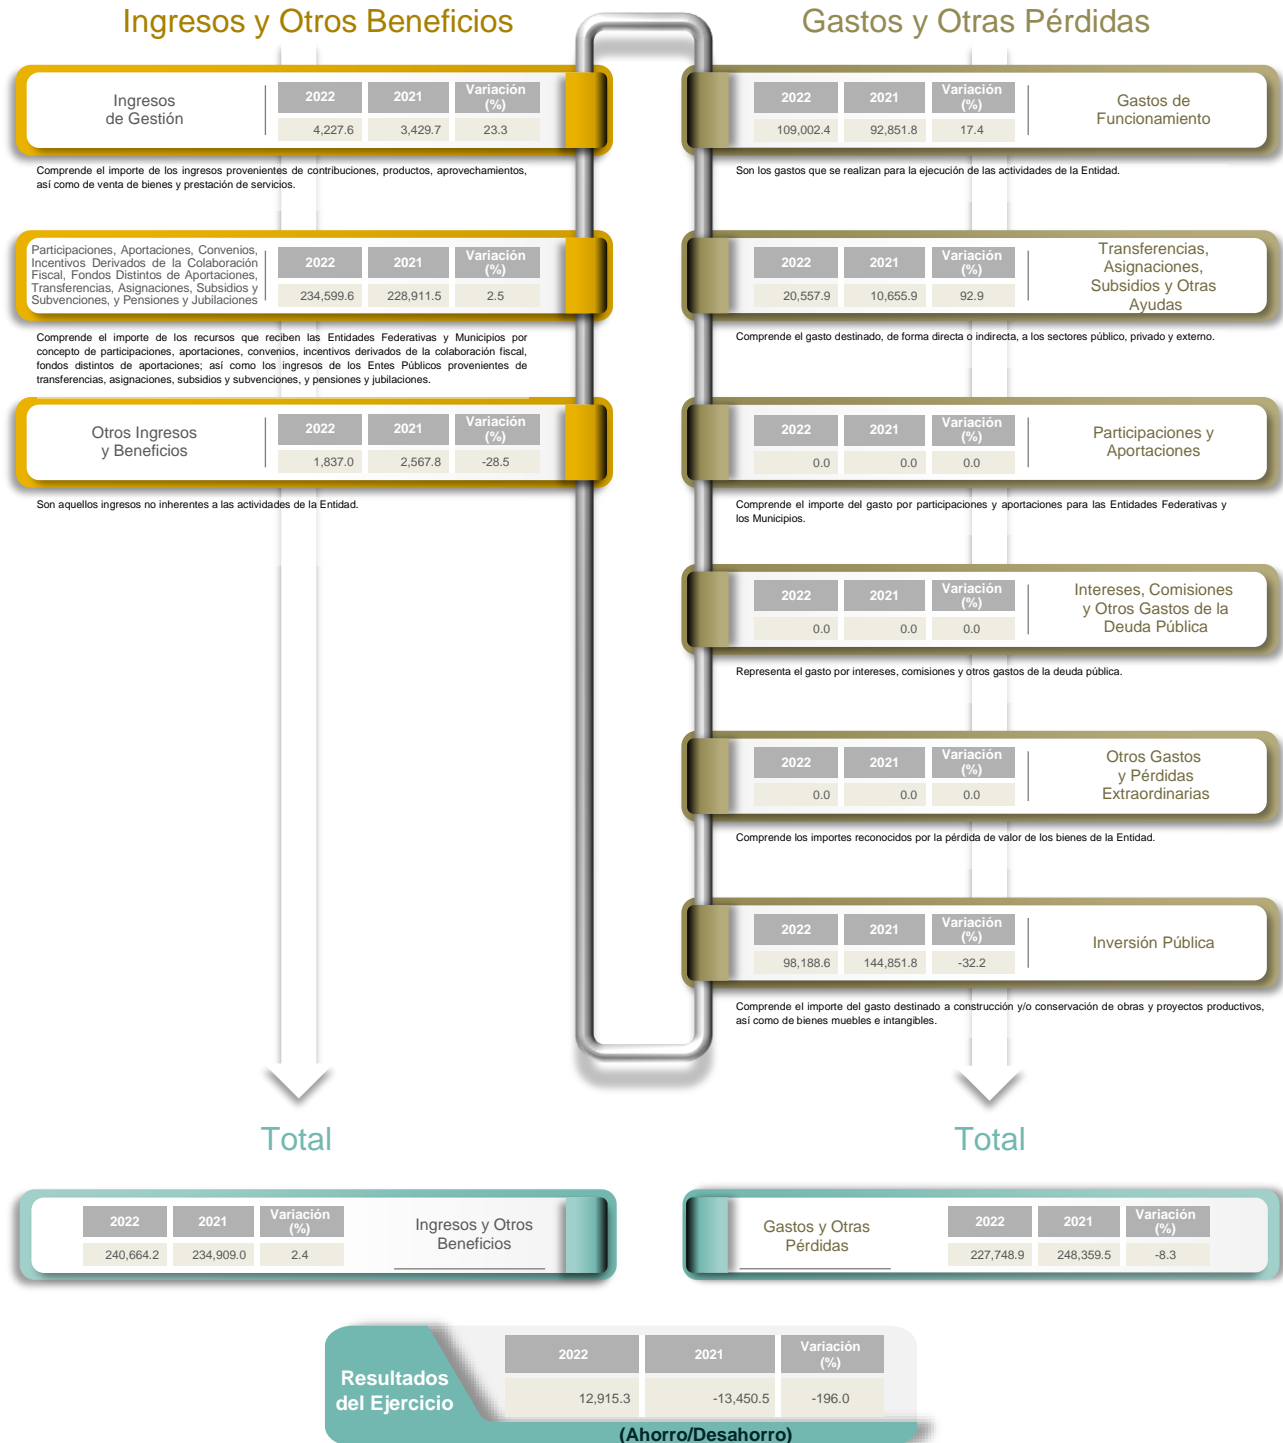 Ingresos y Otros Beneficios
Ingresos
de Gestión
2022 2021 Variación (%)
4,227.6 3,429.7 23.3
Comprende el importe de los ingresos provenientes de contribuciones, productos, aprovechamientos,
así como de venta de bienes y prestación de servicios.
Participaciones, Aportaciones, Convenios,
Incentivos Derivados de la Colaboración
Fiscal, Fondos Distintos de Aportaciones,
Transferencias, Asignaciones, Subsidios y
Subvenciones, y Pensiones y Jubilaciones
2022 2021 Variación (%)
234,599.6 228,911.5 2.5
Comprende el importe de los recursos que reciben las Entidades Federativas y Municipios por
concepto de participaciones, aportaciones, convenios, incentivos derivados de la colaboración fiscal,
fondos distintos de aportaciones; así como los ingresos de los Entes Públicos provenientes de
transferencias, asignaciones, subsidios y subvenciones, y pensiones y jubilaciones.
Otros Ingresos
y Beneficios
2022 2021 Variación (%)
1,837.0 2,567.8 -28.5
Son aquellos ingresos no inherentes a las actividades de la Entidad.
Gastos y Otras Pérdidas
2022 2021 Variación (%)
109,002.4 92,851.8 17.4
Gastos de
Funcionamiento
Son los gastos que se realizan para la ejecución de las actividades de la Entidad.
2022 2021 Variación (%)
20,557.9 10,655.9 92.9
Transferencias,
Asignaciones,
Subsidios y Otras
Ayudas
Comprende el gasto destinado, de forma directa o indirecta, a los sectores público, privado y externo.
2022 2021 Variación (%)
0.0 0.0 0.0
Participaciones y
Aportaciones
Comprende el importe del gasto por participaciones y aportaciones para las Entidades Federativas y
los Municipios.
2022 2021 Variación (%)
0.0 0.0 0.0
Intereses, Comisiones
y Otros Gastos de la
Deuda Pública
Representa el gasto por intereses, comisiones y otros gastos de la deuda pública.
2022 2021 Variación (%)
0.0 0.0 0.0
Otros Gastos
y Pérdidas
Extraordinarias
Comprende los importes reconocidos por la pérdida de valor de los bienes de la Entidad.
2022 2021 Variación (%)
98,188.6 144,851.8 -32.2
Inversión Pública
Comprende el importe del gasto destinado a construcción y/o conservación de obras y proyectos productivos,
así como de bienes muebles e intangibles.
Total
2022 2021 Variación (%)
240,664.2 234,909.0 2.4
Ingresos y Otros
Beneficios
Total
Gastos y Otras
Pérdidas
2022 2021 Variación (%)
227,748.9 248,359.5 -8.3
Resultados
del Ejercicio
2022 2021 Variación (%)
12,915.3 -13,450.5 -196.0
(Ahorro/Desahorro)